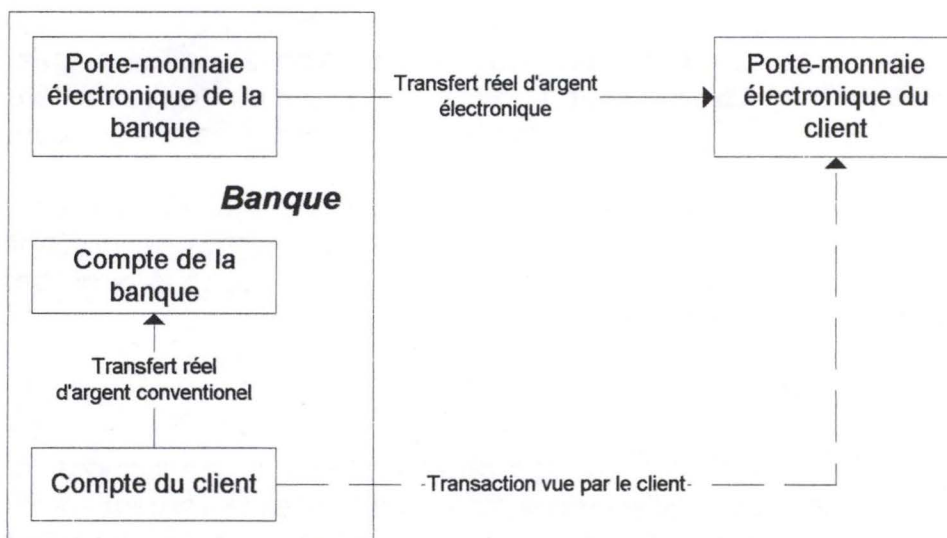 Porte-monnaie
électronique de la
banque
Transfert réel d'argent
électronique
Porte-monnaie
électronique du
client
Banque
Compte de la
banque
Transfert réel
d'argent conventionel
Compte du client
Transaction vue par le client